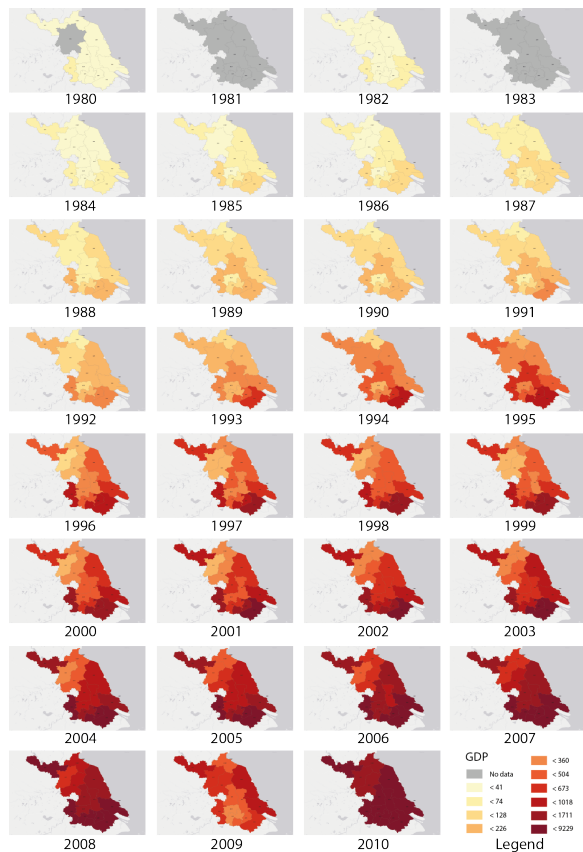 1980 1981 1982 1983
1984 1985 1986 1987
1988 1989 1990 1991
1992 1993 1994 1995
1996 1997 1998 1999
2000 2001 2002 2003
2004 2005 2006 2007
GDP
No data
< 41
< 74
< 128
< 226
< 360
< 504
< 673
< 1018
< 1711
< 9229
2008 2009 2010 Legend